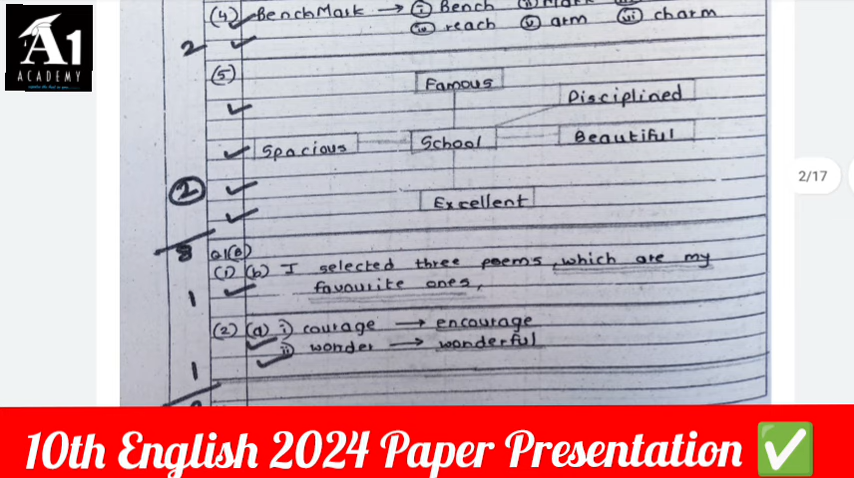 (4) BenchMark → (i) Bench
(iv) reach (v) arm (vi) charm
2
A1
ACADEMY
(5)
Famous
Disciplined
Spacious School Beautiful
2
Excellent
8
Q1(B)
(1) (b) I selected three poems, which are my
favourite ones,
1
(2) (a) i) courage → encourage
ii) wonder → wonderful
1
2/17
10th English 2024 Paper Presentation ✅